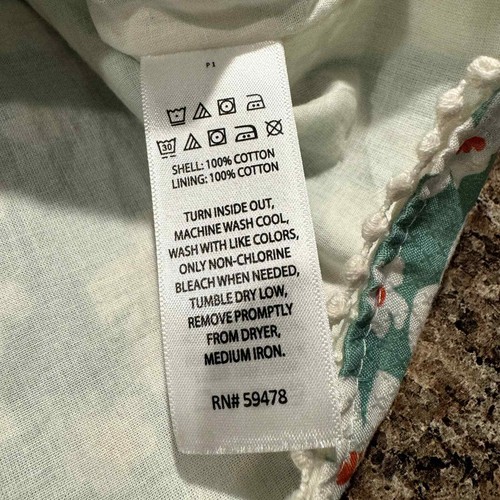 P1
30
SHELL: 100% COTTON
LINING: 100% COTTON
TURN INSIDE OUT,
MACHINE WASH COOL,
WASH WITH LIKE COLORS,
ONLY NON-CHLORINE
BLEACH WHEN NEEDED,
TUMBLE DRY LOW,
REMOVE PROMPTLY
FROM DRYER,
MEDIUM IRON.
RN# 59478